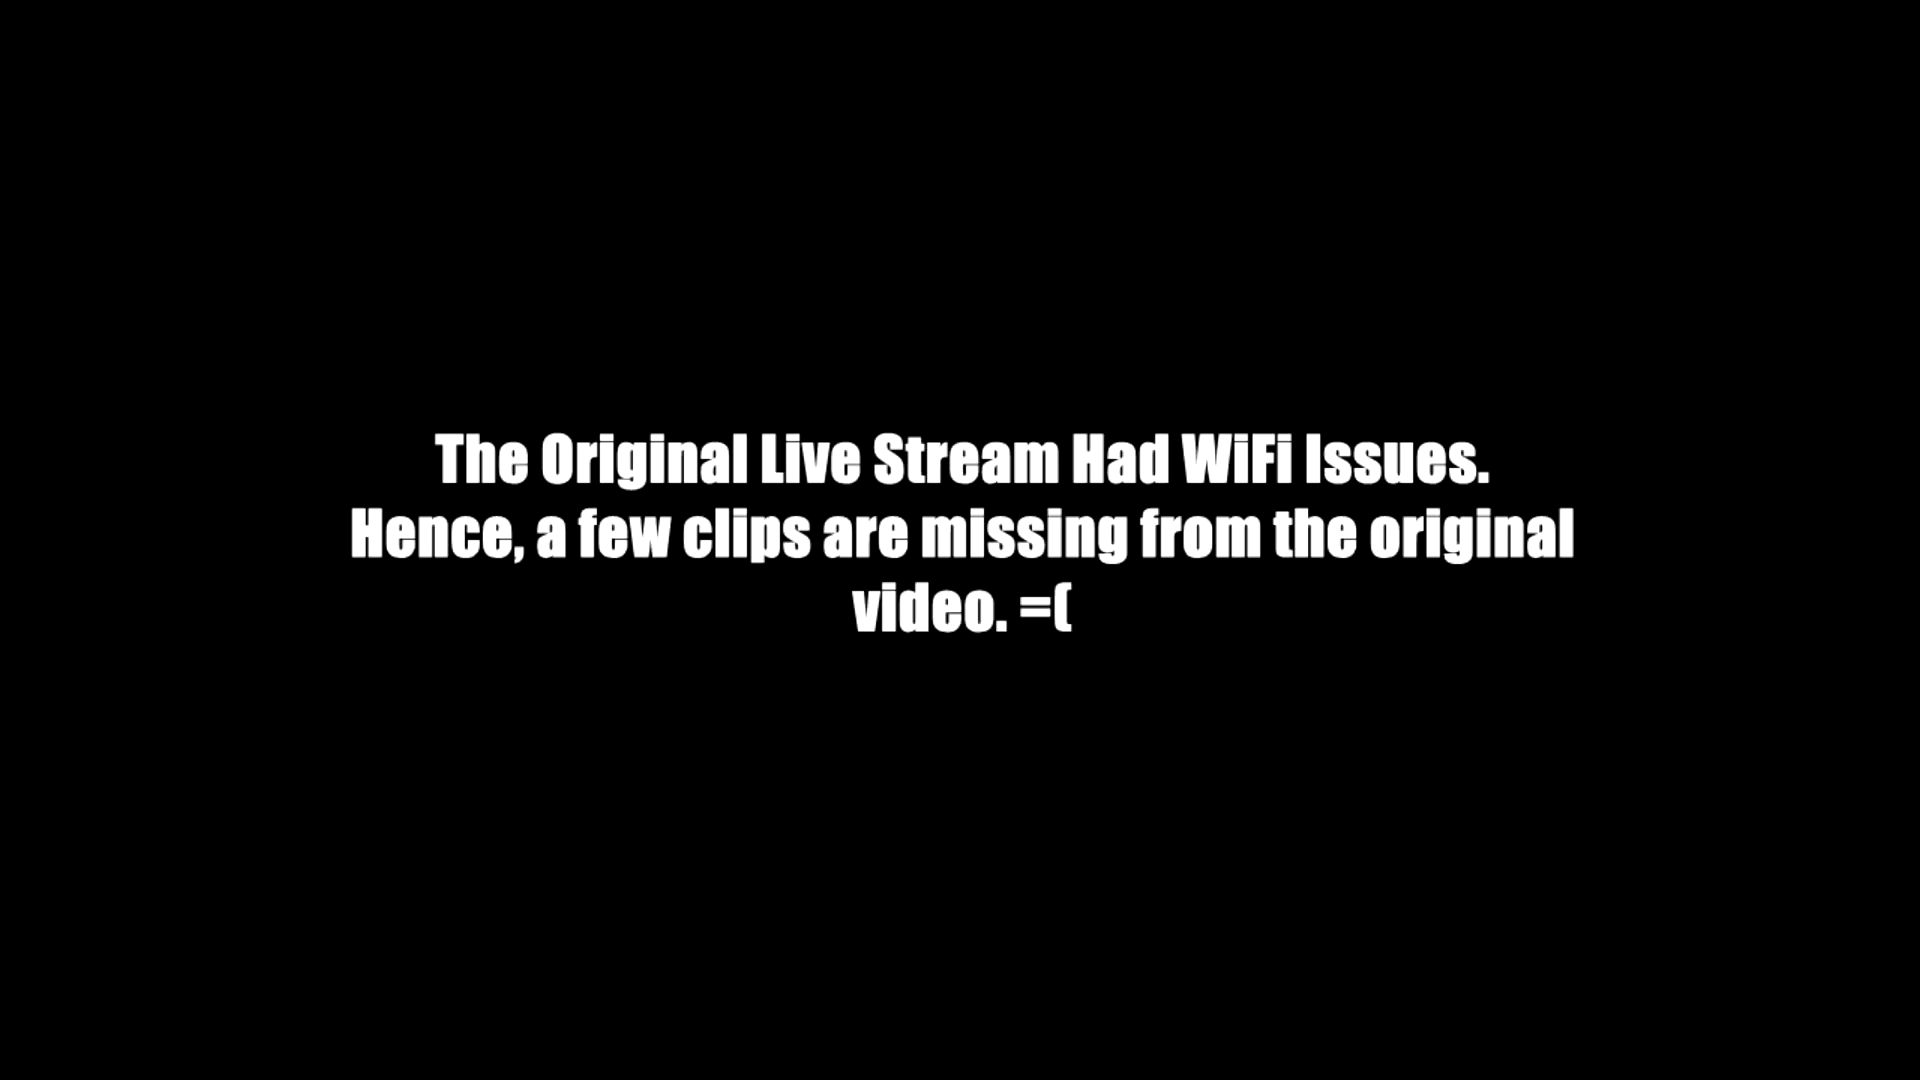 The Original Live Stream Had WiFi Issues.
Hence, a few clips are missing from the original
video. =(